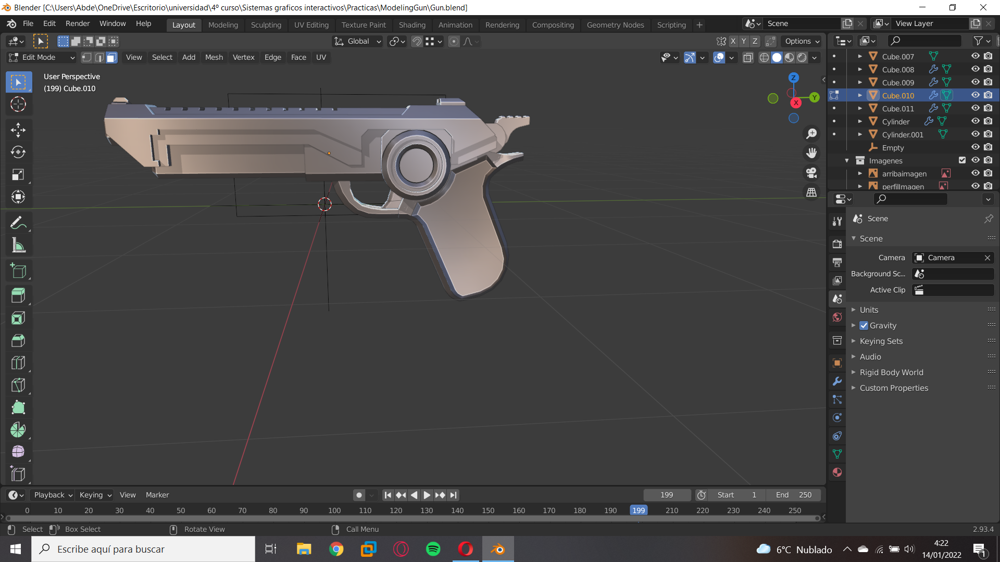 Blender [C:\Users\Abde\OneDrive\Escritorio\universidad\4º curso\Sistemas graficos interactivos\Practicas\ModelingGun\Gun.blend]
File Edit Render Window Help Layout Modeling Sculpting UV Editing Texture Paint Shading Animation Rendering Compositing Geometry Nodes Scripting + Scene View Layer
Global X Y Z Options
Edit Mode View Select Add Mesh Vertex Edge Face UV
User Perspective
(199) Cube.010
Z
Y
X
Cube.007
Cube.008
Cube.009
Cube.010
Cube.011
Cylinder
Cylinder.001
Empty
Imagenes
arribaimagen
perfilImagen
Scene
Scene
Camera Camera
Background Sc...
Active Clip
Units
Gravity
Keying Sets
Audio
Rigid Body World
Custom Properties
Playback Keying View Marker 199 Start 1 End 250
0 10 20 30 40 50 60 70 80 90 100 110 120 130 140 150 160 170 180 190 199 210 220 230 240 250
Select Box Select Rotate View Call Menu 2.93.4
Escribe aquí para buscar
6°C Nublado
4:22
14/01/2022
1